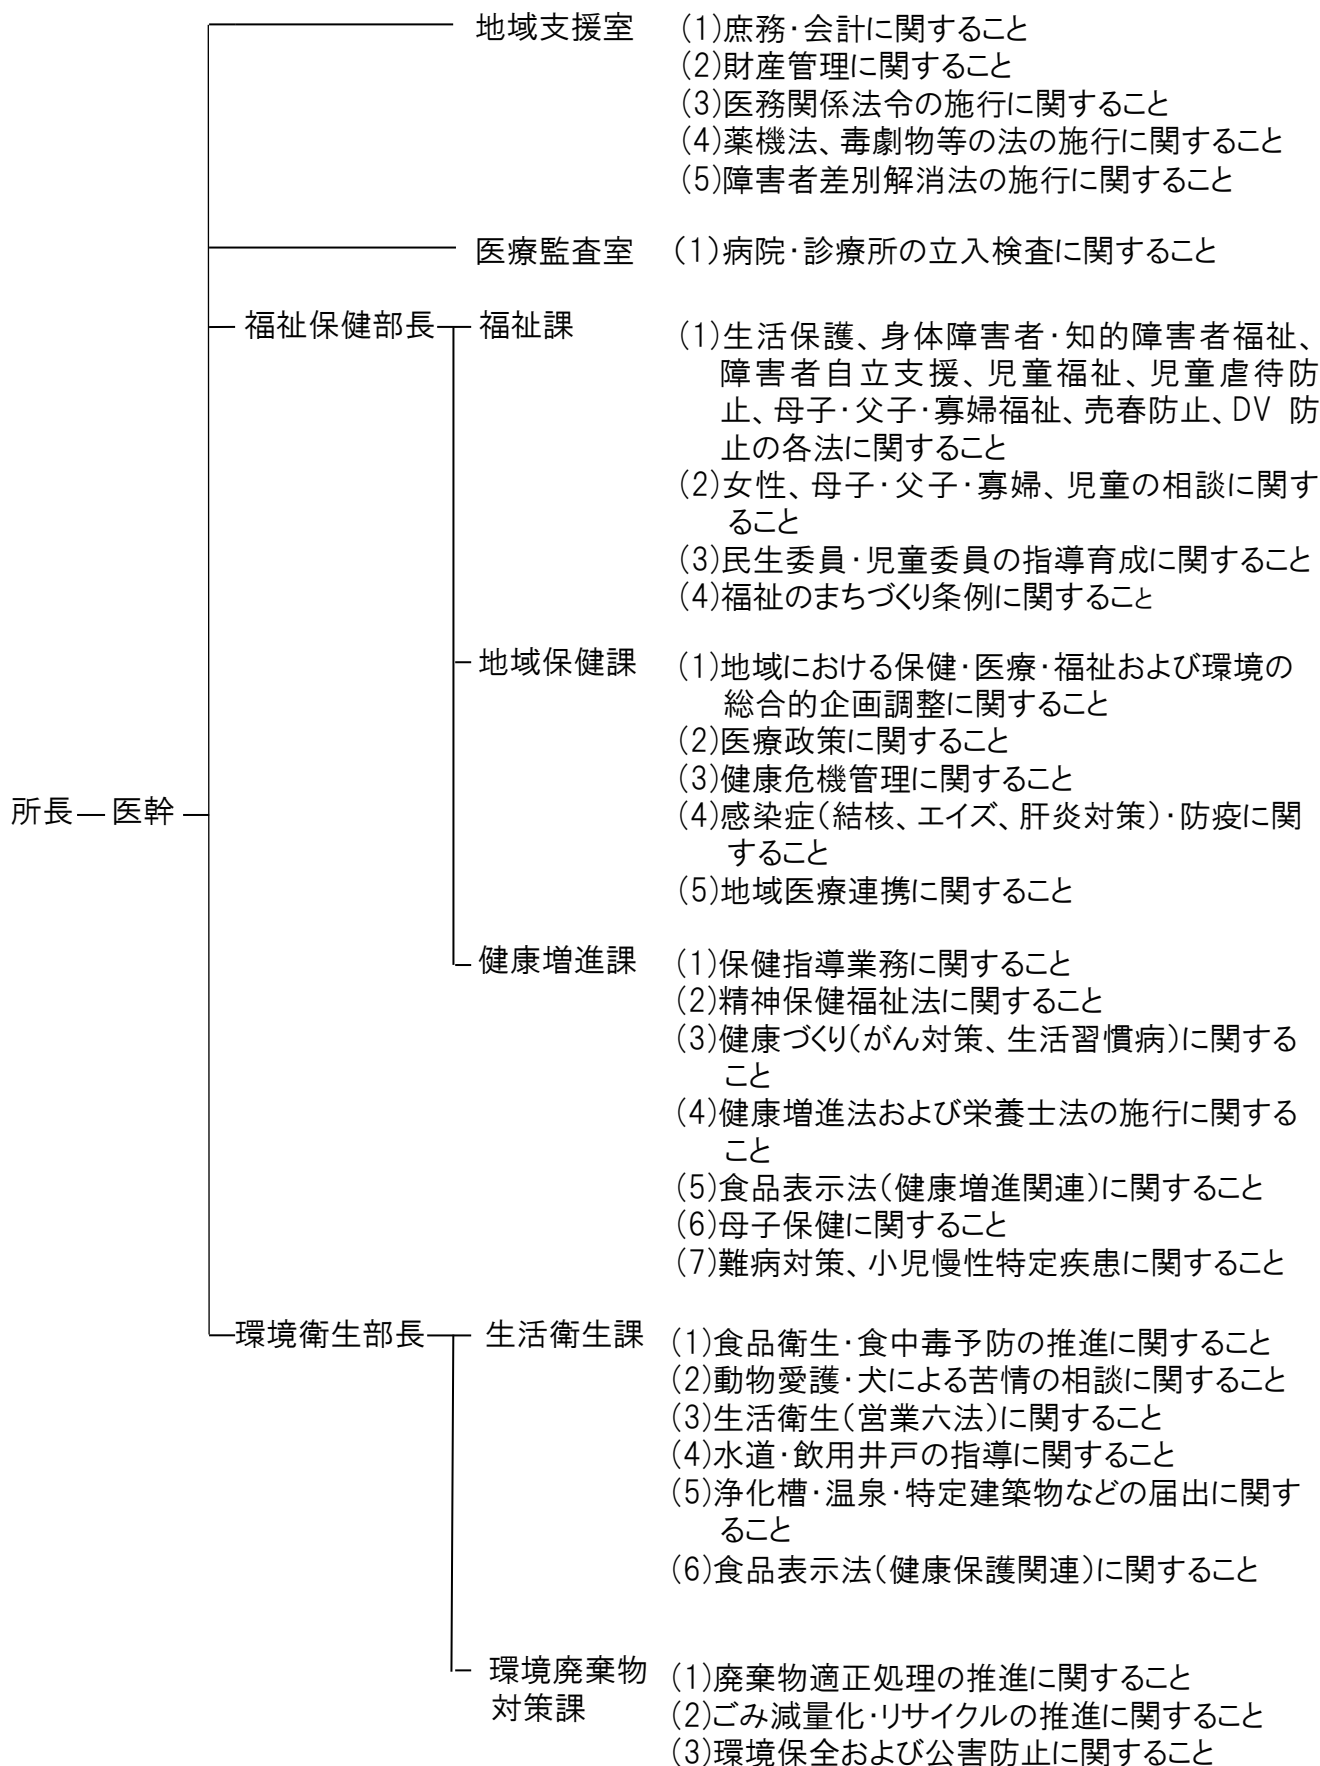 地域支援室 (1)庶務・会計に関すること
(2)財産管理に関すること
(3)医務関係法令の施行に関すること
(4)薬機法、毒劇物等の法の施行に関すること
(5)障害者差別解消法の施行に関すること
医療監査室 (1)病院・診療所の立入検査に関すること
福祉保健部長 福祉課 (1)生活保護、身体障害者・知的障害者福祉、
障害者自立支援、児童福祉、児童虐待防
止、母子・父子・寡婦福祉、売春防止、DV 防
止の各法に関すること
(2)女性、母子・父子・寡婦、児童の相談に関す
ること
(3)民生委員・児童委員の指導育成に関すること
(4)福祉のまちづくり条例に関すること
地域保健課 (1)地域における保健・医療・福祉および環境の
総合的企画調整に関すること
(2)医療政策に関すること
(3)健康危機管理に関すること
所長 医幹 (4)感染症(結核、エイズ、肝炎対策)・防疫に関
すること
(5)地域医療連携に関すること
健康増進課 (1)保健指導業務に関すること
(2)精神保健福祉法に関すること
(3)健康づくり(がん対策、生活習慣病)に関する
こと
(4)健康増進法および栄養士法の施行に関する
こと
(5)食品表示法(健康増進関連)に関すること
(6)母子保健に関すること
(7)難病対策、小児慢性特定疾患に関すること
環境衛生部長 生活衛生課 (1)食品衛生・食中毒予防の推進に関すること
(2)動物愛護・犬による苦情の相談に関すること
(3)生活衛生(営業六法)に関すること
(4)水道・飲用井戸の指導に関すること
(5)浄化槽・温泉・特定建築物などの届出に関す
ること
(6)食品表示法(健康保護関連)に関すること
環境廃棄物 (1)廃棄物適正処理の推進に関すること
対策課 (2)ごみ減量化・リサイクルの推進に関すること
(3)環境保全および公害防止に関すること